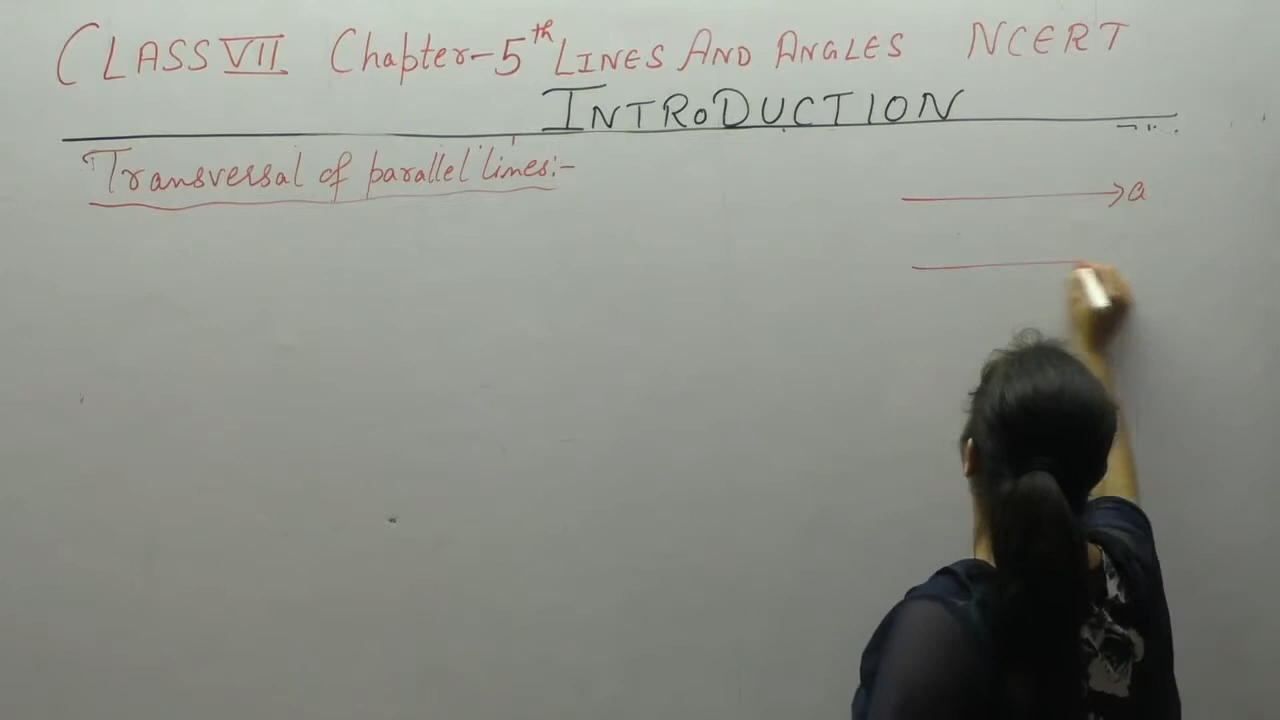 CLASS VII Chapter-5th LINES AND ANGLES NCERT
INTRODUCTION
Transversal of parallel lines:-
a